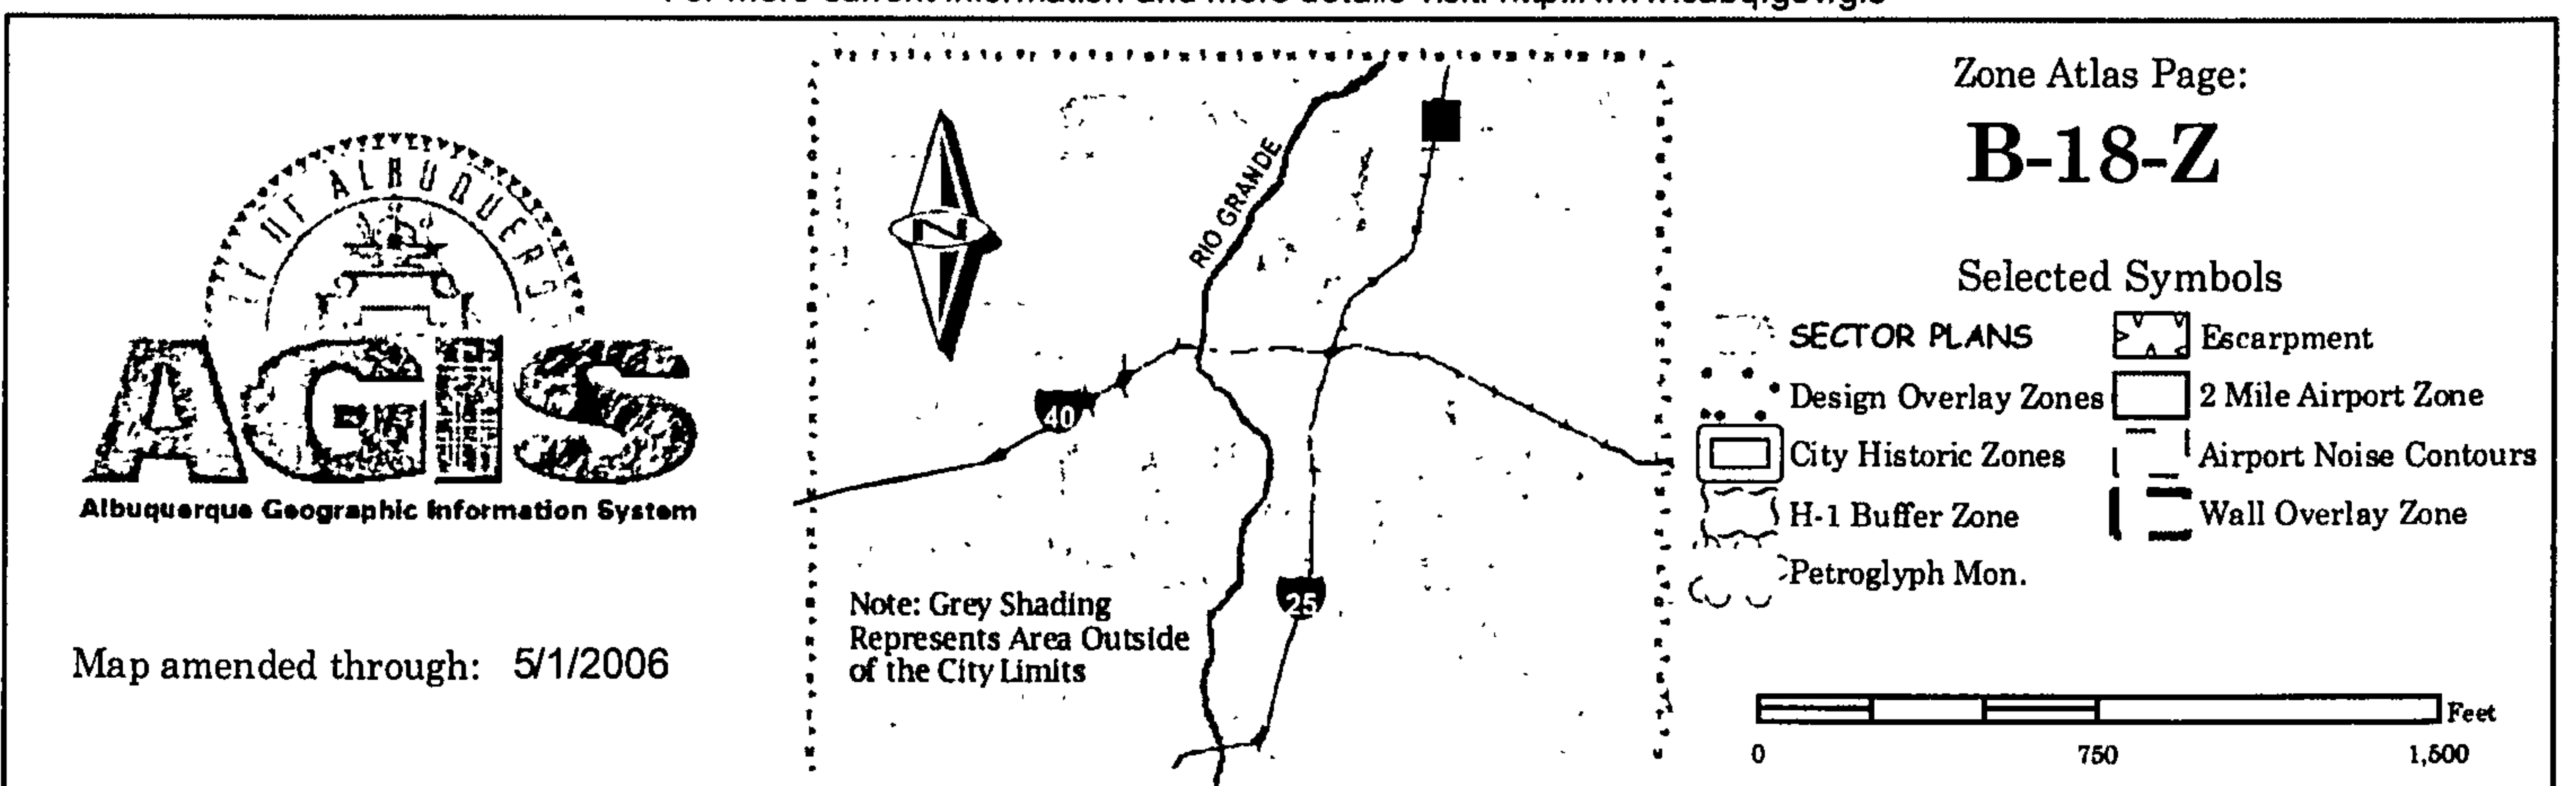 Zone Atlas Page:
B-18-Z
Selected Symbols
SECTOR PLANS
Design Overlay Zones
City Historic Zones
H-1 Buffer Zone
Petroglyph Mon.
Escarpment
2 Mile Airport Zone
Airport Noise Contours
Wall Overlay Zone
0 750 1,500
Feet
RIO GRANDE
N
40
25
Note: Grey Shading
Represents Area Outside
of the City Limits
AGIS
Albuquerque Geographic Information System
Map amended through: 5/1/2006